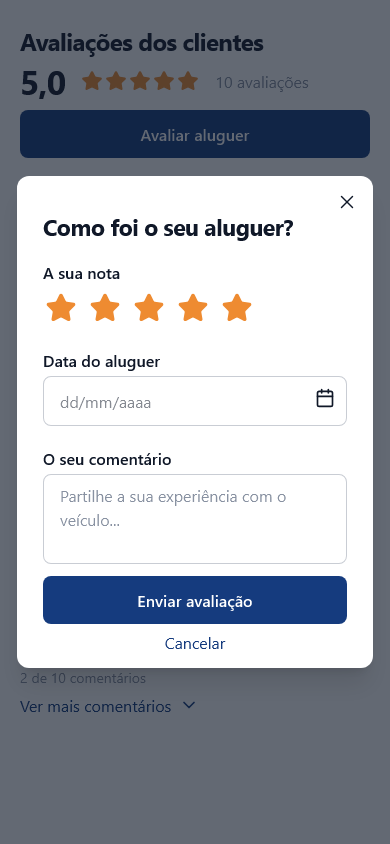 Avaliações dos clientes
5,0 10 avaliações
Avaliar aluguer
Como foi o seu aluguer?
A sua nota
Data do aluguer
dd/mm/aaaa
O seu comentário
Partilhe a sua experiência com o
veículo...
Enviar avaliação
Cancelar
2 de 10 comentários
Ver mais comentários